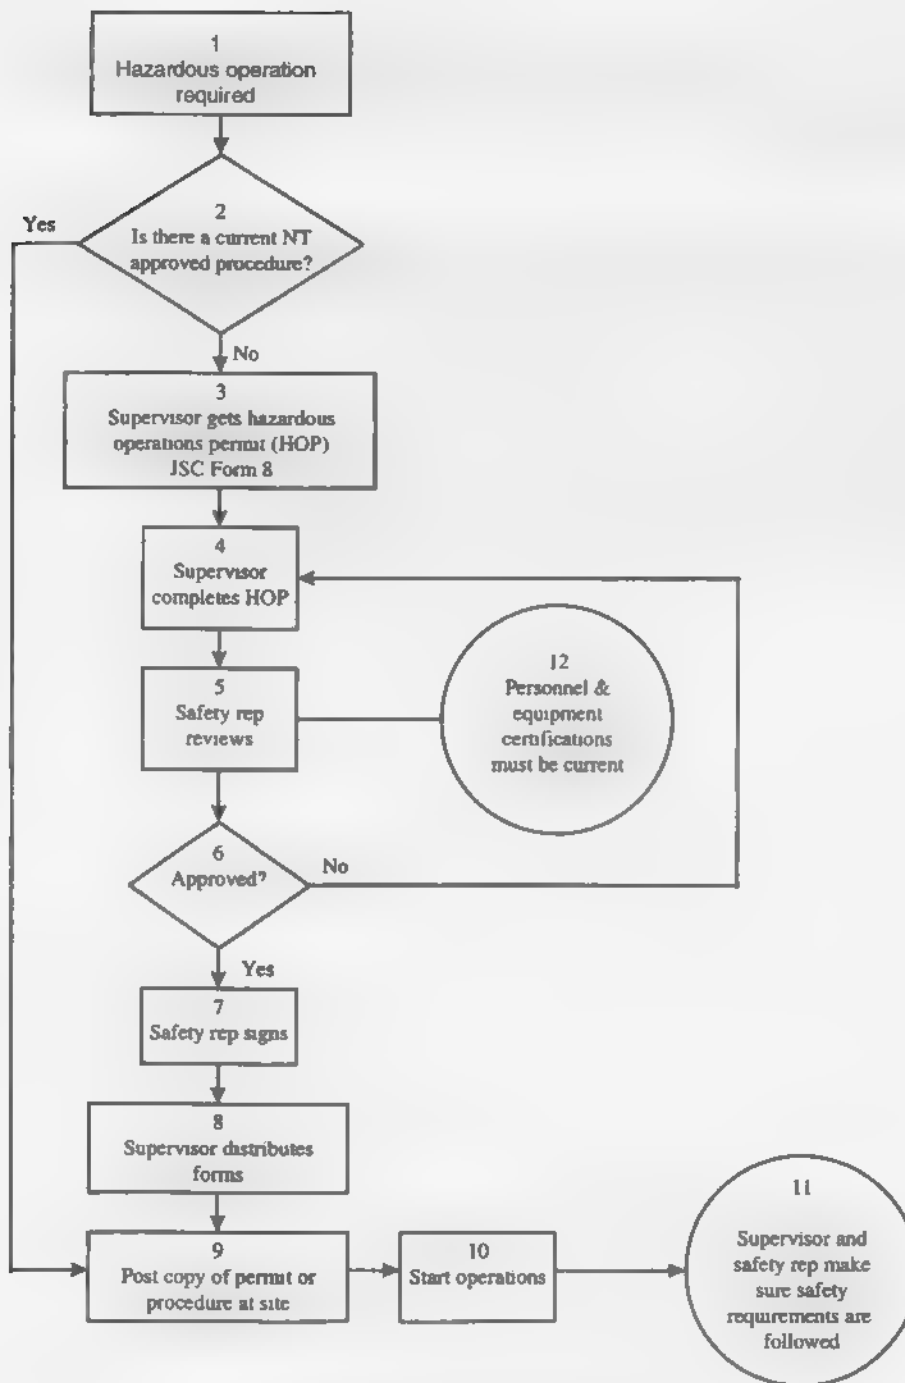 1
Hazardous operation
required
2
Is there a current NT
approved procedure?
Yes
No
3
Supervisor gets hazardous
operations permit (HOP)
JSC Form 8
4
Supervisor
completes HOP
5
Safety rep
reviews
12
Personnel &
equipment
certifications
must be current
6
Approved?
No
Yes
7
Safety rep signs
8
Supervisor distributes
forms
9
Post copy of permit or
procedure at site
10
Start operations
11
Supervisor and
safety rep make
sure safety
requirements are
followed